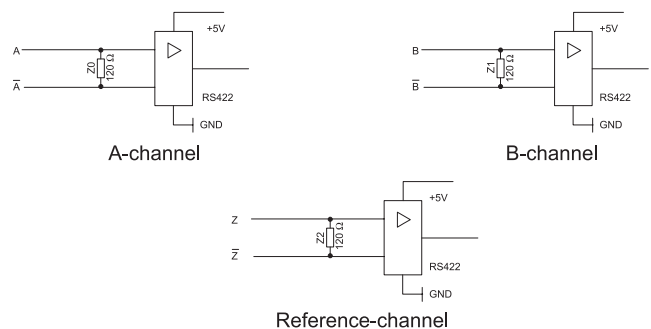 +5V
A
Z0
120 Ω
A̅
RS422
GND
A-channel
+5V
B
Z1
120 Ω
B̅
RS422
GND
B-channel
+5V
Z
Z2
120 Ω
Z̅
RS422
GND
Reference-channel